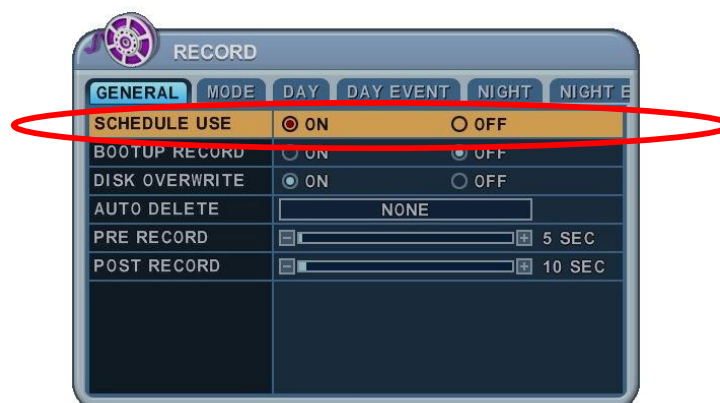 RECORD
GENERAL MODE DAY DAY EVENT NIGHT NIGHT E
SCHEDULE USE ON OFF
BOOTUP RECORD ON OFF
DISK OVERWRITE ON OFF
AUTO DELETE NONE
PRE RECORD 5 SEC
POST RECORD 10 SEC